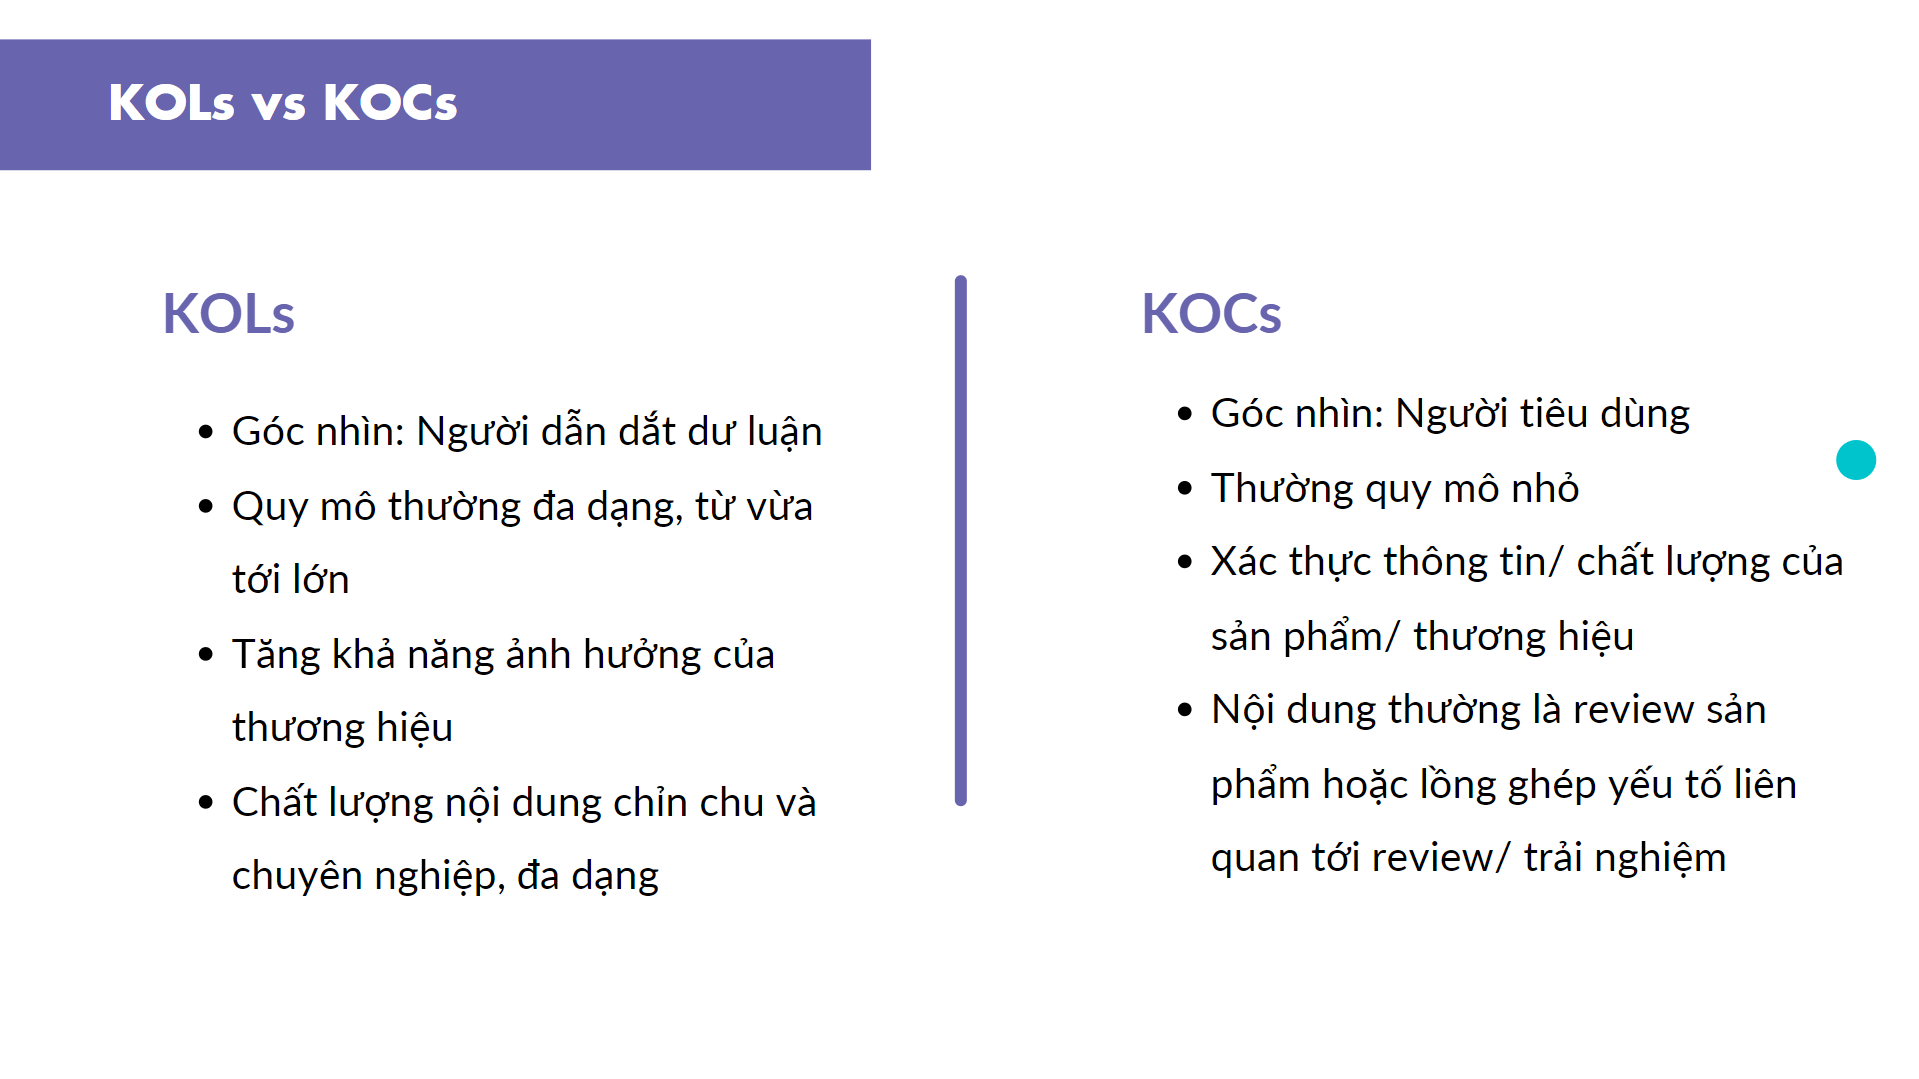 KOLs vs KOCs
KOLs
• Góc nhìn: Người dẫn dắt dư luận
• Quy mô thường đa dạng, từ vừa
tới lớn
• Tăng khả năng ảnh hưởng của
thương hiệu
• Chất lượng nội dung chỉn chu và
chuyên nghiệp, đa dạng
KOCs
• Góc nhìn: Người tiêu dùng
• Thường quy mô nhỏ
• Xác thực thông tin/ chất lượng của
sản phẩm/ thương hiệu
• Nội dung thường là review sản
phẩm hoặc lồng ghép yếu tố liên
quan tới review/ trải nghiệm